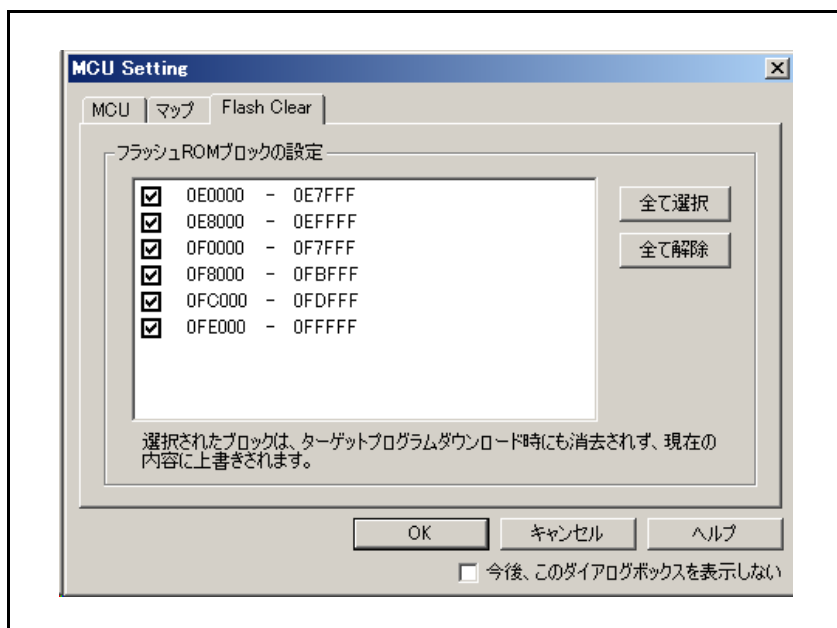 MCU Setting
MCU マップ Flash Clear
フラッシュROMブロックの設定
0E0000 - 0E7FFF
0E8000 - 0EFFFF
0F0000 - 0F7FFF
0F8000 - 0FBFFF
0FC000 - 0FDFFF
0FE000 - 0FFFFF
全て選択
全て解除
選択されたブロックは、ターゲットプログラムダウンロード時にも消去されず、現在の
内容に上書きされます。
OK キャンセル ヘルプ
今後、このダイアログボックスを表示しない